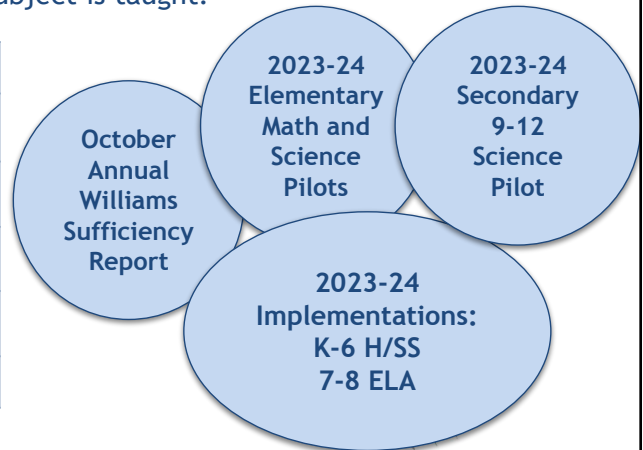 subject is taught.
October
Annual
Williams
Sufficiency
Report
2023-24
Elementary
Math and
Science
Pilots
2023-24
Secondary
9-12
Science
Pilot
2023-24
Implementations:
K-6 H/SS
7-8 ELA